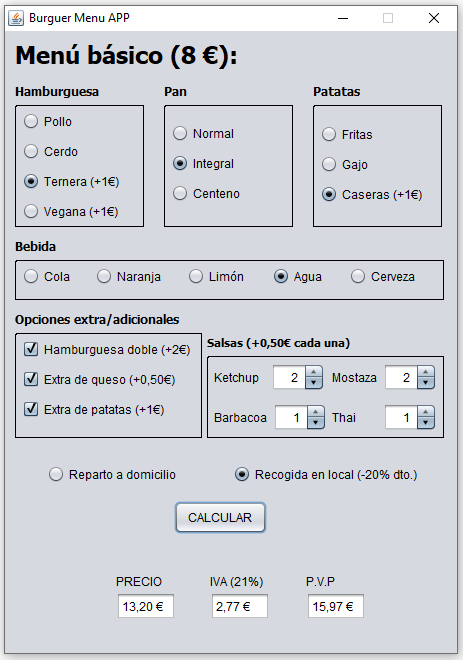 Burguer Menu APP
Menú básico (8 €):
Hamburguesa Pan Patatas
Pollo
Normal Fritas
Cerdo
Integral Gajo
Ternera (+1€)
Centeno Caseras (+1€)
Vegana (+1€)
Bebida
Cola Naranja Limón Agua Cerveza
Opciones extra/adicionales
Salsas (+0,50€ cada una)
Hamburguesa doble (+2€)
Ketchup 2 Mostaza 2
Extra de queso (+0,50€)
Extra de patatas (+1€)
Barbacoa 1 Thai 1
Reparto a domicilio Recogida en local (-20% dto.)
CALCULAR
PRECIO IVA (21%) P.V.P
13,20 € 2,77 € 15,97 €